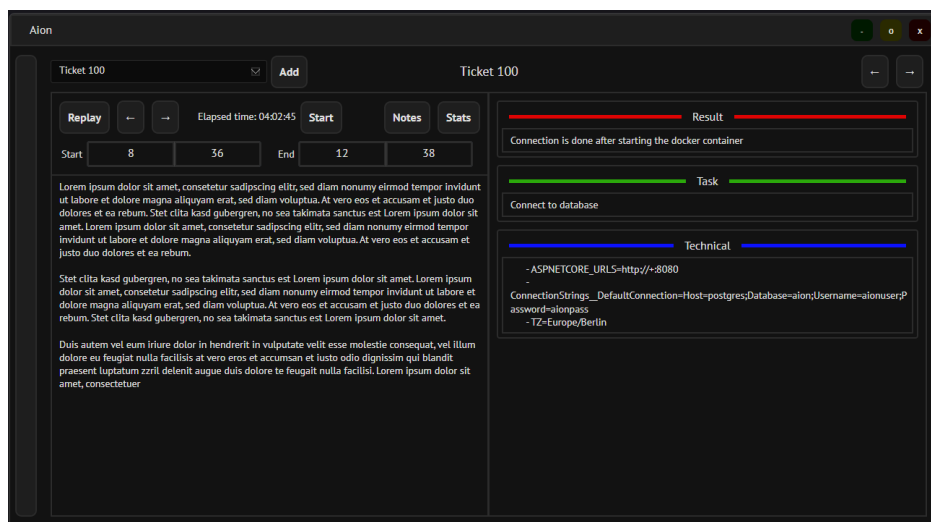 Aion
- o x
Ticket 100 Add Ticket 100 ← →
Replay ← → Elapsed time: 04:02:45 Start Notes Stats
Start 8 36 End 12 38
Lorem ipsum dolor sit amet, consetetur sadipscing elitr, sed diam nonumy eirmod tempor invidunt
ut labore et dolore magna aliquyam erat, sed diam voluptua. At vero eos et accusam et justo duo
dolores et ea rebum. Stet clita kasd gubergren, no sea takimata sanctus est Lorem ipsum dolor sit
amet. Lorem ipsum dolor sit amet, consetetur sadipscing elitr, sed diam nonumy eirmod tempor
invidunt ut labore et dolore magna aliquyam erat, sed diam voluptua. At vero eos et accusam et
justo duo dolores et ea rebum.
Stet clita kasd gubergren, no sea takimata sanctus est Lorem ipsum dolor sit amet. Lorem ipsum
dolor sit amet, consetetur sadipscing elitr, sed diam nonumy eirmod tempor invidunt ut labore et
dolore magna aliquyam erat, sed diam voluptua. At vero eos et accusam et justo duo dolores et ea
rebum. Stet clita kasd gubergren, no sea takimata sanctus est Lorem ipsum dolor sit amet.
Duis autem vel eum iriure dolor in hendrerit in vulputate velit esse molestie consequat, vel illum
dolore eu feugiat nulla facilisis at vero eros et accumsan et iusto odio dignissim qui blandit
praesent luptatum zzril delenit augue duis dolore te feugait nulla facilisi. Lorem ipsum dolor sit
amet, consectetuer
Result
Connection is done after starting the docker container
Task
Connect to database
Technical
- ASPNETCORE_URLS=http://+:8080
-
ConnectionStrings__DefaultConnection=Host=postgres;Database=aion;Username=aionuser;P
assword=aionpass
- TZ=Europe/Berlin